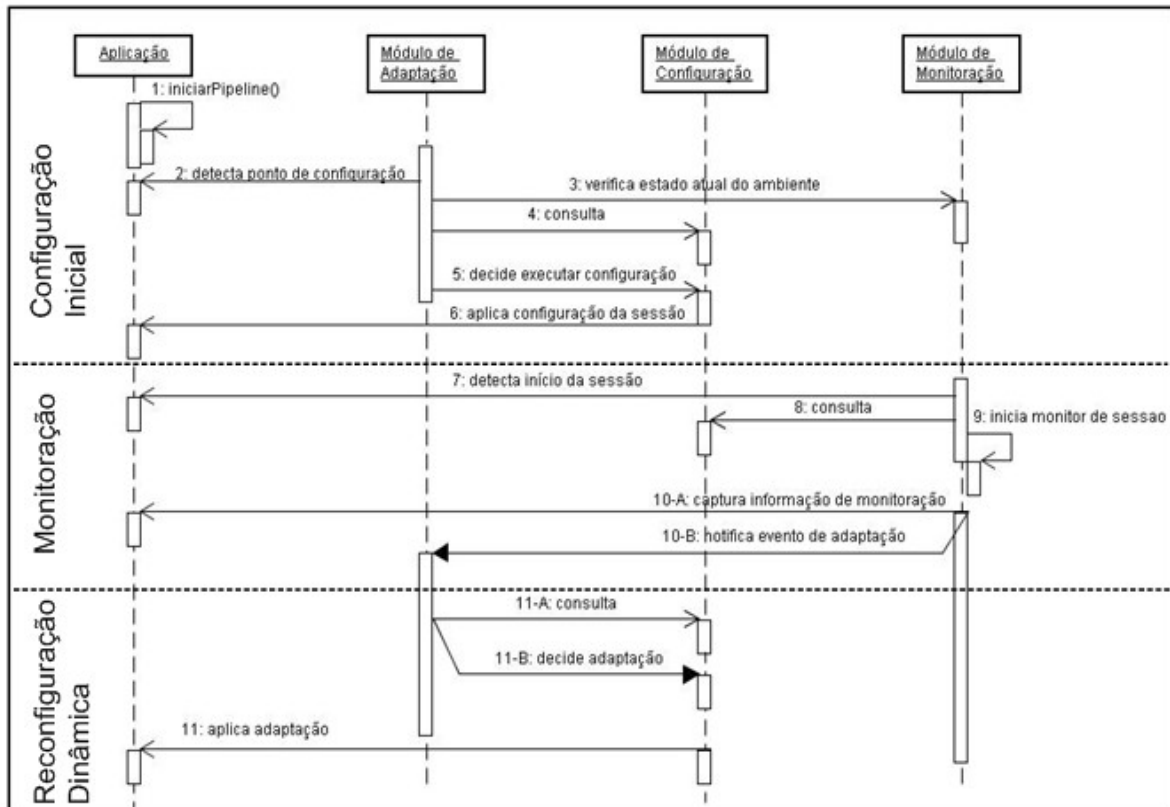 Aplicação
Módulo de
Adaptação
Módulo de
Configuração
Módulo de
Monitoração
Configuração
Inicial
1: iniciarPipeline()
2: detecta ponto de configuração
3: verifica estado atual do ambiente
4: consulta
5: decide executar configuração
6: aplica configuração da sessão
Monitoração
7: detecta início da sessão
8: consulta
9: inicia monitor de sessao
10-A: captura informação de monitoração
10-B: notifica evento de adaptação
Reconfiguração
Dinâmica
11-A: consulta
11-B: decide adaptação
11: aplica adaptação